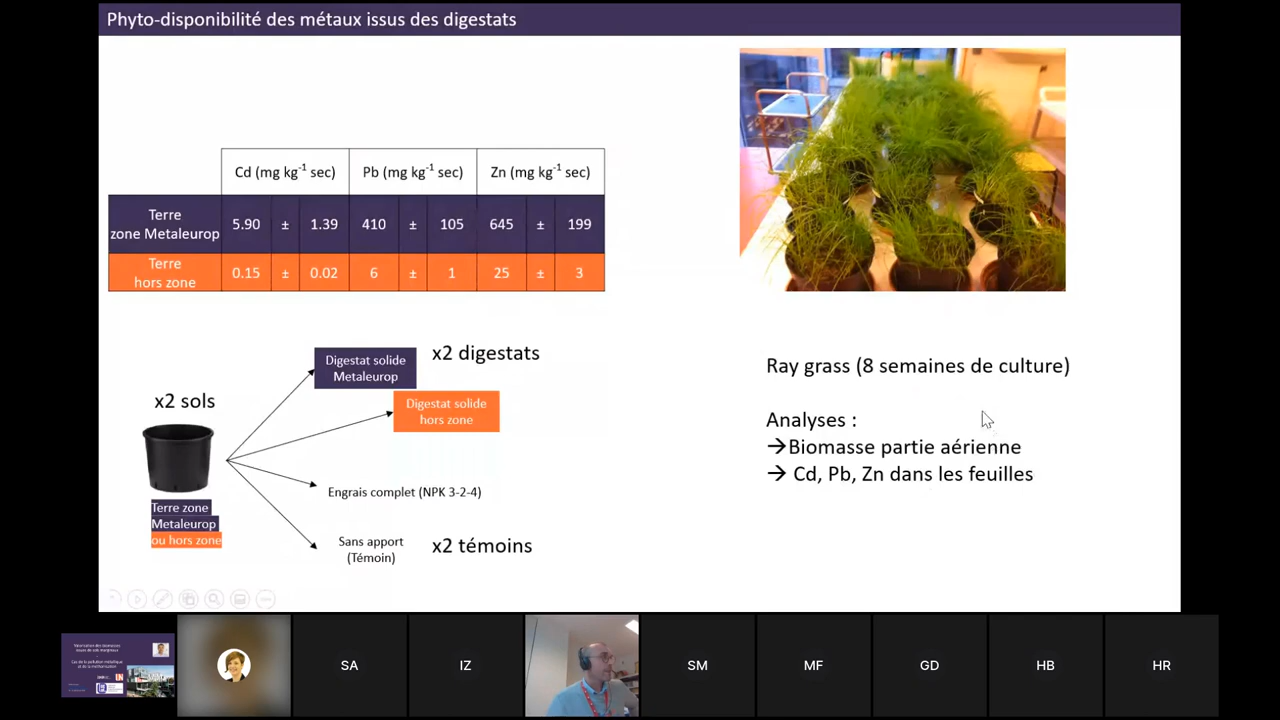 Phyto-disponibilité des métaux issus des digestats
Cd (mg kg-1 sec) Pb (mg kg-1 sec) Zn (mg kg-1 sec)
Terre
zone Metaleurop
5.90 ± 1.39 410 ± 105 645 ± 199
Terre
hors zone
0.15 ± 0.02 6 ± 1 25 ± 3
x2 sols
Terre zone
Metaleurop
ou hors zone
Digestat solide
Metaleurop
x2 digestats
Digestat solide
hors zone
Engrais complet (NPK 3-2-4)
Sans apport
(Témoin)
x2 témoins
Ray grass (8 semaines de culture)
Analyses :
→Biomasse partie aérienne
→ Cd, Pb, Zn dans les feuilles
SA
IZ
SM
MF
GD
HB
HR